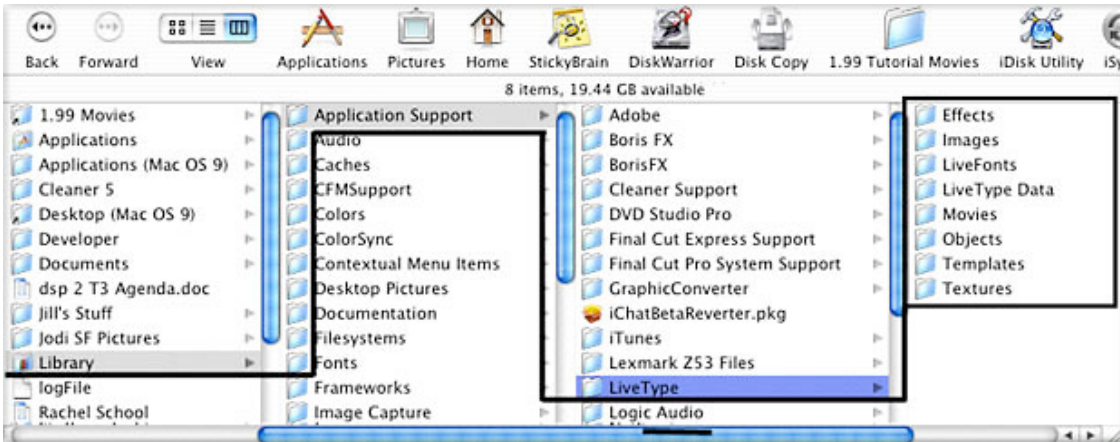 Back Forward View Applications Pictures Home StickyBrain DiskWarrior Disk Copy 1.99 Tutorial Movies iDisk Utility
8 items, 19.44 GB available
1.99 Movies
Applications
Applications (Mac OS 9)
Cleaner 5
Desktop (Mac OS 9)
Developer
Documents
dsp 2 T3 Agenda.doc
Jill's Stuff
Jodi SF Pictures
Library
logFile
Rachel School
Application Support
Audio
Caches
CFMSupport
Colors
ColorSync
Contextual Menu Items
Desktop Pictures
Documentation
Filesystems
Fonts
Frameworks
Image Capture
Adobe
Boris FX
BorisFX
Cleaner Support
DVD Studio Pro
Final Cut Express Support
Final Cut Pro System Support
GraphicConverter
iChatBetaReverter.pkg
iTunes
Lexmark Z53 Files
LiveType
Logic Audio
Effects
Images
LiveFonts
LiveType Data
Movies
Objects
Templates
Textures